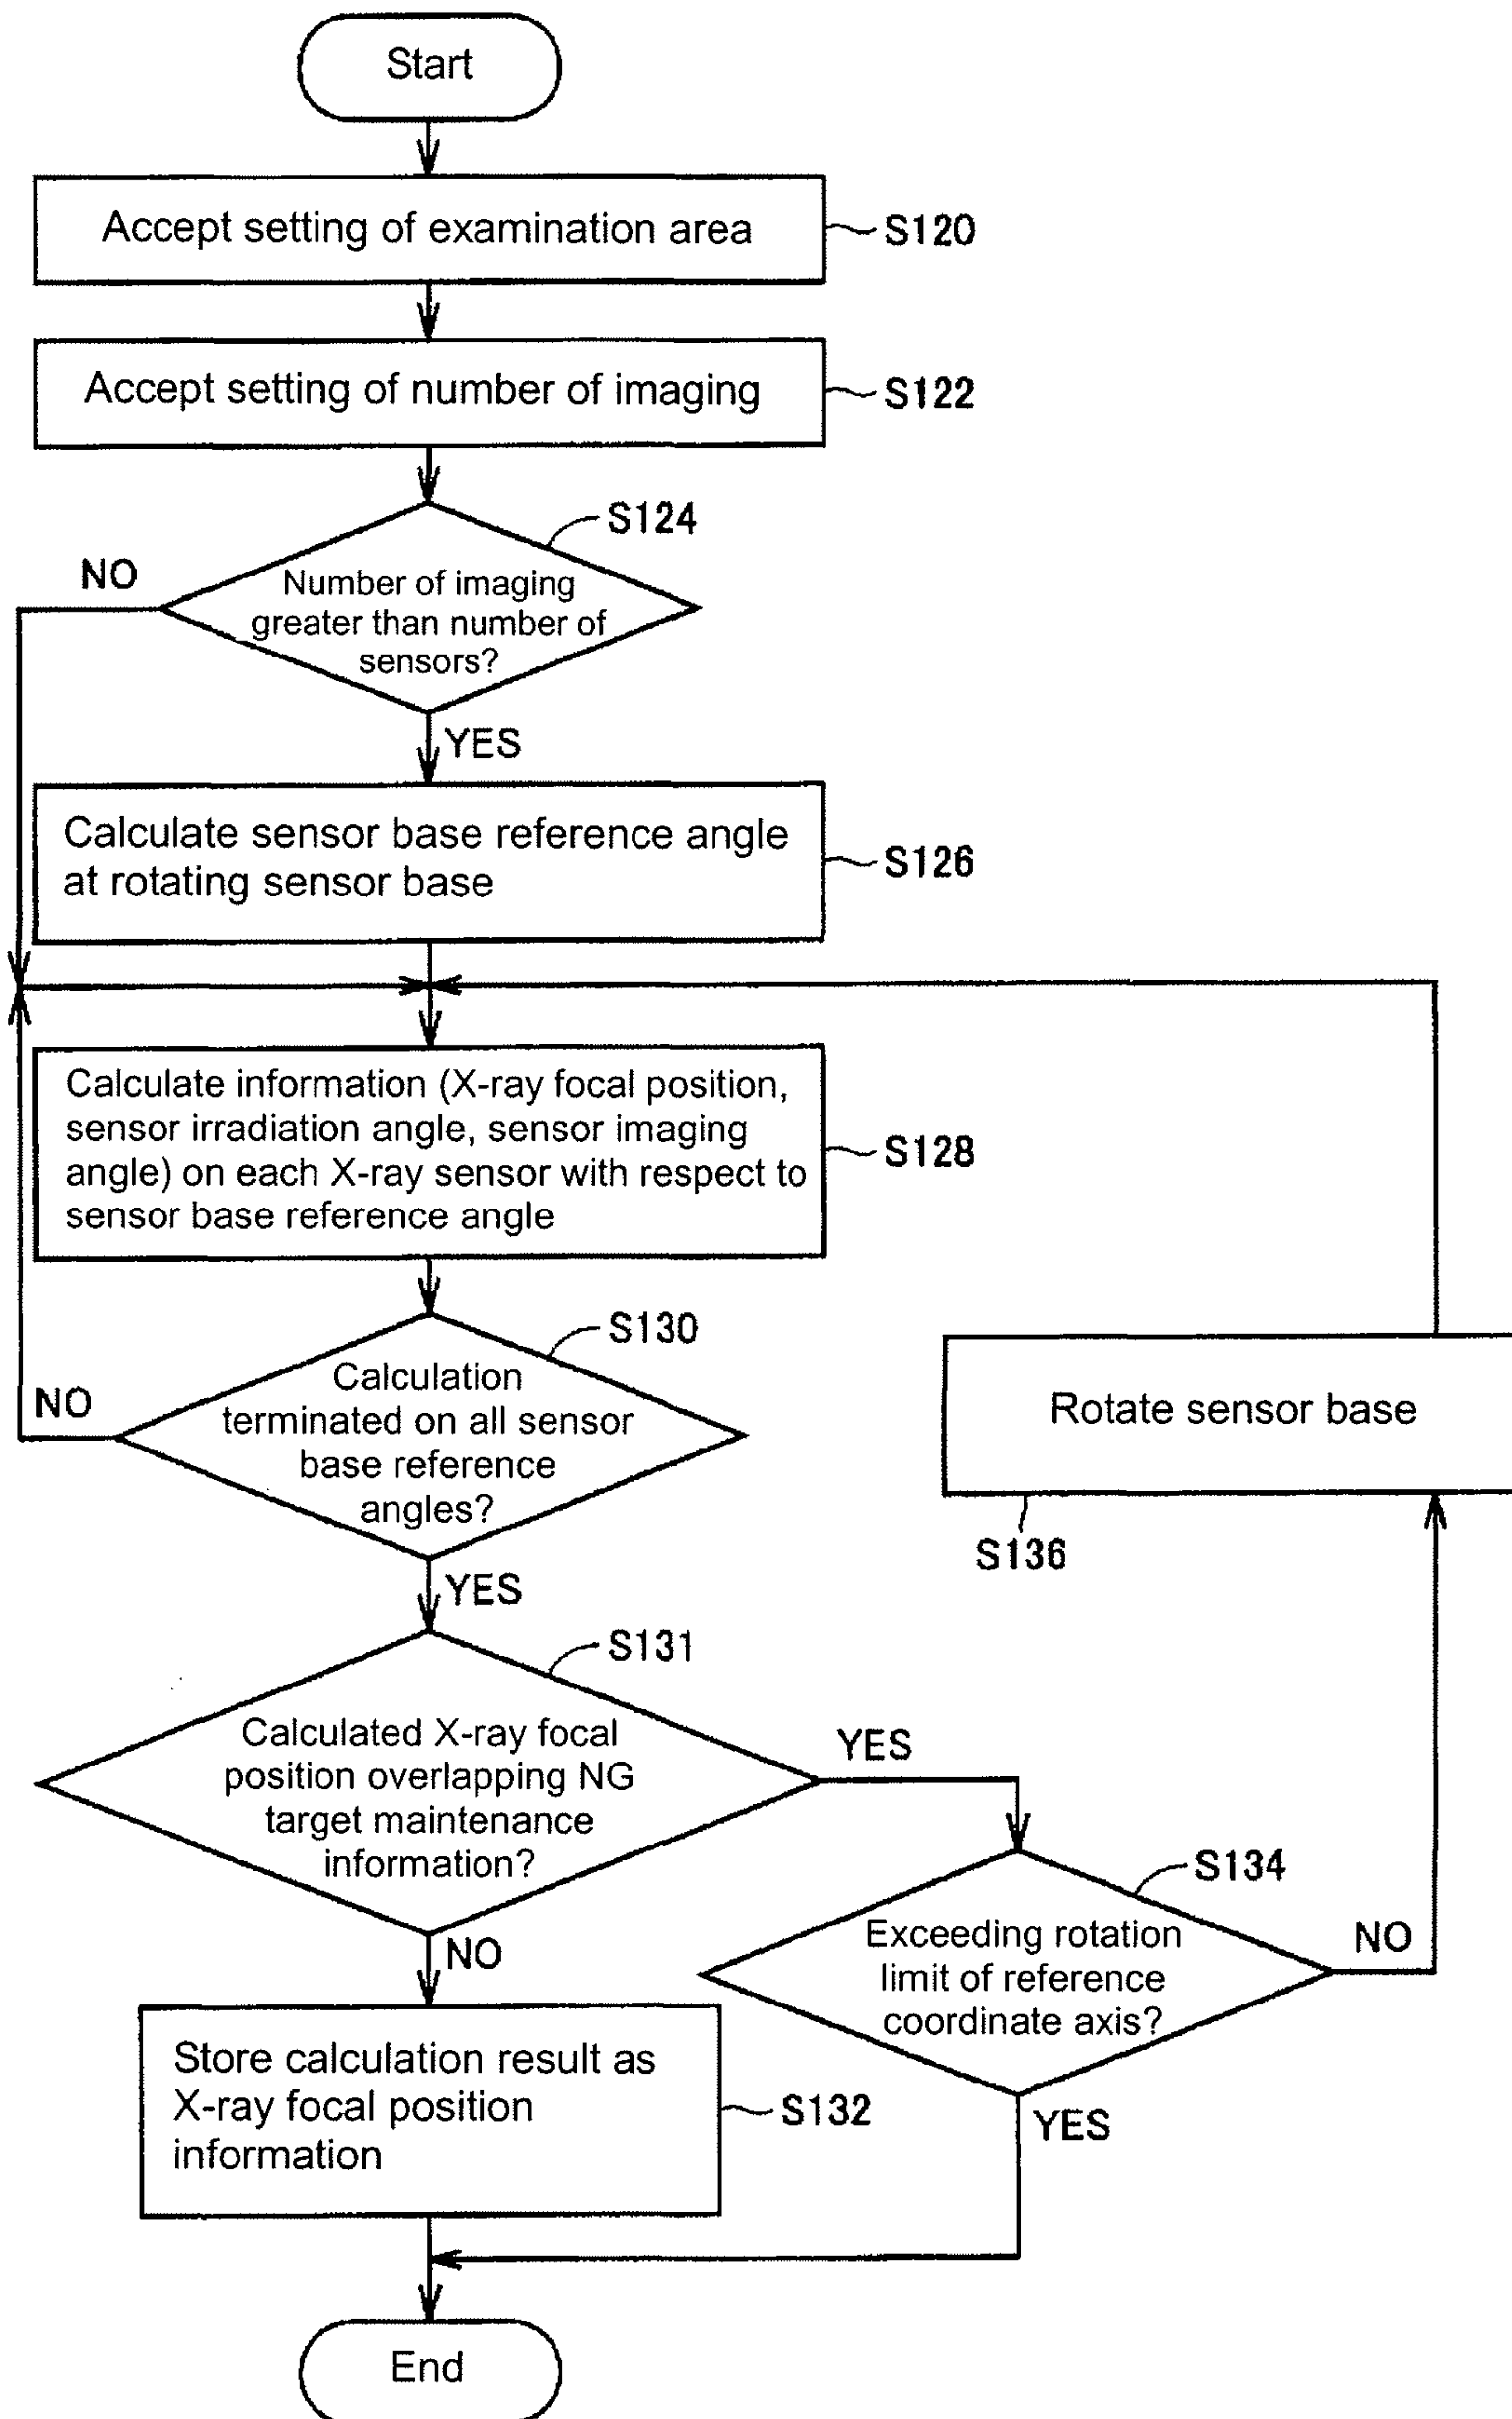 Start
Accept setting of examination area
S120
Accept setting of number of imaging
S122
S124
NO
Number of imaging
greater than number of
sensors?
YES
Calculate sensor base reference angle
at rotating sensor base
S126
Calculate information (X-ray focal position,
sensor irradiation angle, sensor imaging
angle) on each X-ray sensor with respect to
sensor base reference angle
S128
S130
NO
Calculation
terminated on all sensor
base reference
angles?
YES
Rotate sensor base
S136
S131
Calculated X-ray focal
position overlapping NG
target maintenance
information?
YES
NO
S134
Exceeding rotation
limit of reference
coordinate axis?
NO
YES
Store calculation result as
X-ray focal position
information
S132
End